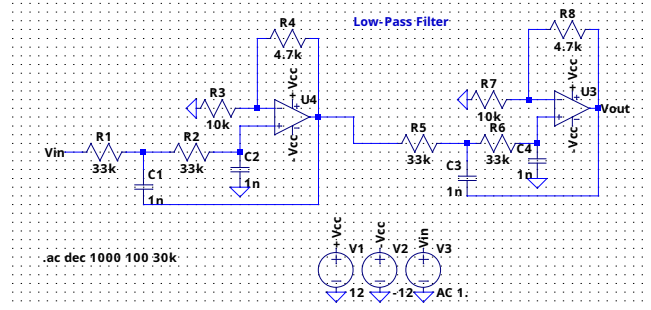 Low-Pass Filter
R4
4.7k
+Vcc
R3
10k
U4
-Vcc
Vin
R1
33k
R2
33k
C1
1n
C2
1n
R8
4.7k
+Vcc
R7
10k
U3
Vout
-Vcc
R5
33k
R6
33k
C3
1n
C4
1n
.ac dec 1000 100 30k
+Vcc
V1
12
-Vcc
V2
-12
Vin
V3
AC 1.